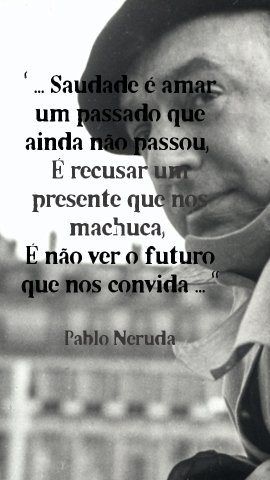 ‘ ... Saudade é amar
um passado que
ainda não passou,
É recusar um
presente que nos
machuca,
É não ver o futuro
que nos convida ... “
Pablo Neruda